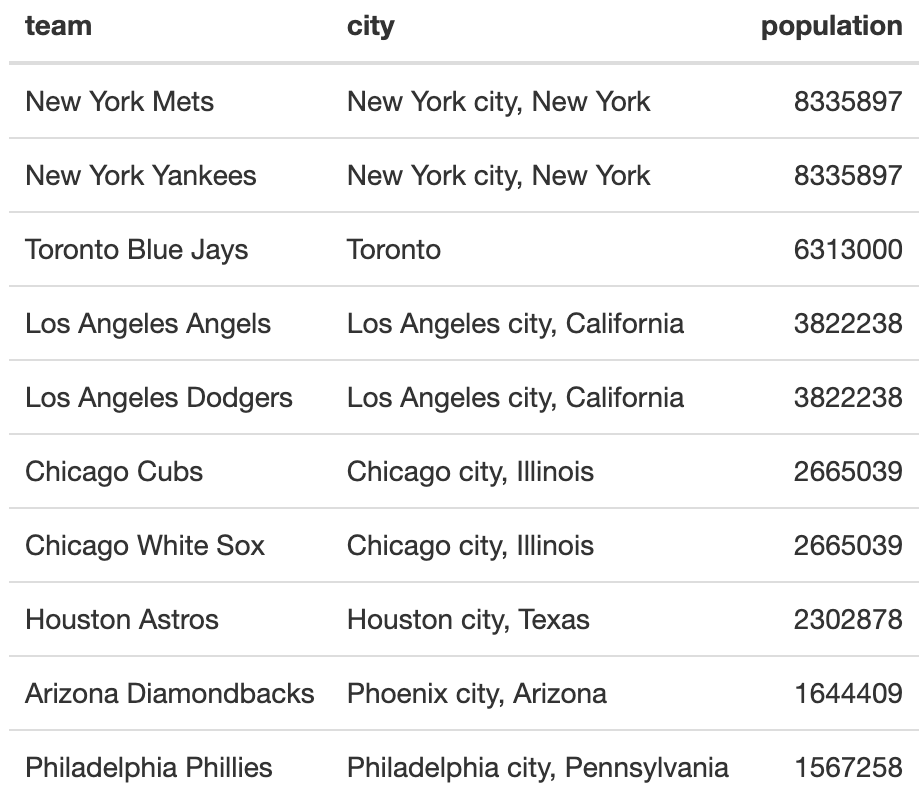 team city population
New York Mets New York city, New York 8335897
New York Yankees New York city, New York 8335897
Toronto Blue Jays Toronto 6313000
Los Angeles Angels Los Angeles city, California 3822238
Los Angeles Dodgers Los Angeles city, California 3822238
Chicago Cubs Chicago city, Illinois 2665039
Chicago White Sox Chicago city, Illinois 2665039
Houston Astros Houston city, Texas 2302878
Arizona Diamondbacks Phoenix city, Arizona 1644409
Philadelphia Phillies Philadelphia city, Pennsylvania 1567258